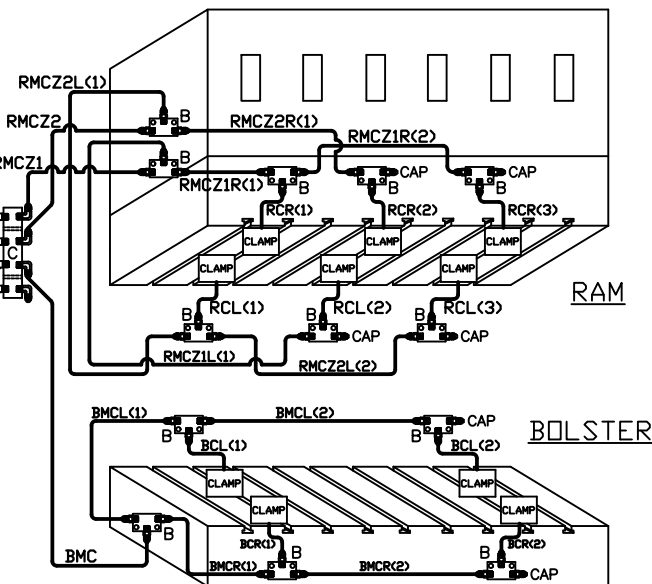 RMCZ2L(1)
B
RMCZ2
RMCZ2R(1)
RMCZ1R(2)
RMCZ1
B
RMCZ1R(1)
B
CAP
B
CAP
B
RCR(1)
RCR(2)
RCR(3)
C
CLAMP
CLAMP
CLAMP
CLAMP
CLAMP
CLAMP
RAM
RCL(1)
RCL(2)
RCL(3)
B
B
CAP
B
CAP
RMCZ1L(1)
RMCZ2L(2)
BMCL(1)
BMCL(2)
B
CAP
B
BOLSTER
BCL(1)
BCL(2)
CLAMP
CLAMP
CLAMP
CLAMP
B
BMC
BCR(1)
BCR(2)
B
B
BMCR(1)
BMCR(2)
CAP